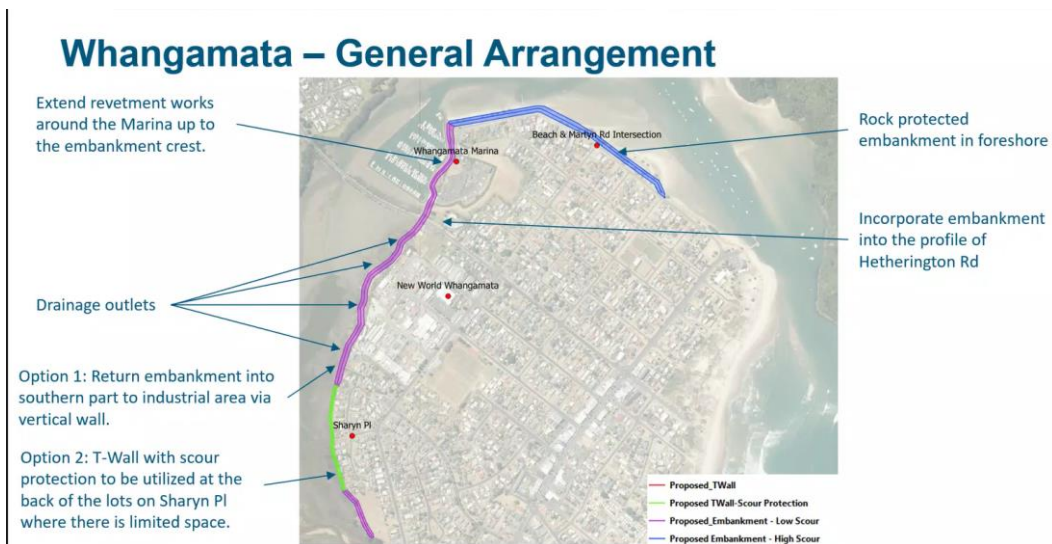 Whangamata – General Arrangement
Extend revetment works
around the Marina up to
the embankment crest.
Beach & Martyn Rd Intersection
Whangamata Marina
Rock protected
embankment in foreshore
Incorporate embankment
into the profile of
Hetherington Rd
New World Whangamata
Drainage outlets
Option 1: Return embankment into
southern part to industrial area via
vertical wall.
Sharyn Pl
Option 2: T-Wall with scour
protection to be utilized at the
back of the lots on Sharyn Pl
where there is limited space.
Proposed_TWall
Proposed TWall-Scour Protection
Proposed_Embankment - Low Scour
Proposed Embankment - High Scour